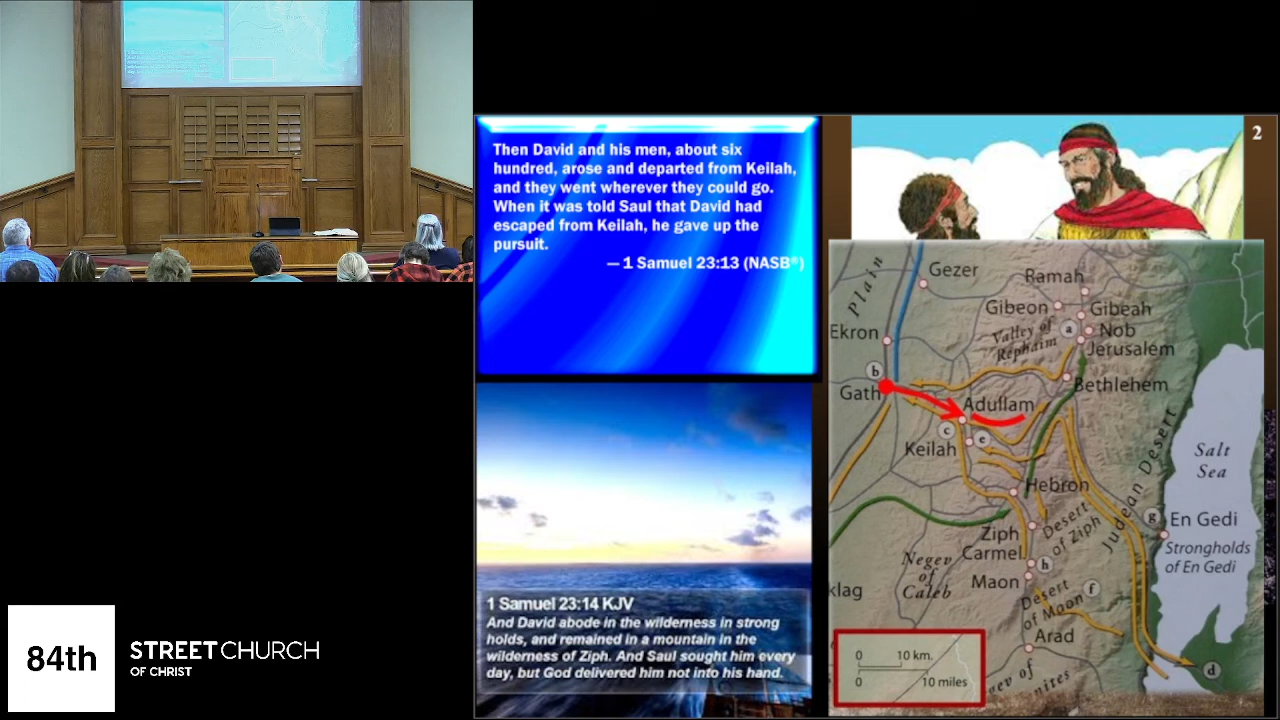 Then David and his men, about six
hundred, arose and departed from Keilah,
and they went wherever they could go.
When it was told Saul that David had
escaped from Keilah, he gave up the
pursuit.
— 1 Samuel 23:13 (NASB®)
2
Plain
Gezer
Ramah
Gibeon
Gibeah
a
Nob
Valley of
Rephaim
Ekron
Jerusalem
b
Gath
Bethlehem
Adullam
c
e
Keilah
Salt
Sea
Judean Desert
Hebron
g
En Gedi
Ziph
Desert
of Ziph
Strongholds
of En Gedi
Carmel
h
Negev
of
Caleb
Maon
klag
Desert
of Maon
f
Arad
d
0 10 km.
0 10 miles
1 Samuel 23:14 KJV
And David abode in the wilderness in strong
holds, and remained in a mountain in the
wilderness of Ziph. And Saul sought him every
day, but God delivered him not into his hand.
84th
STREETCHURCH
OF CHRIST